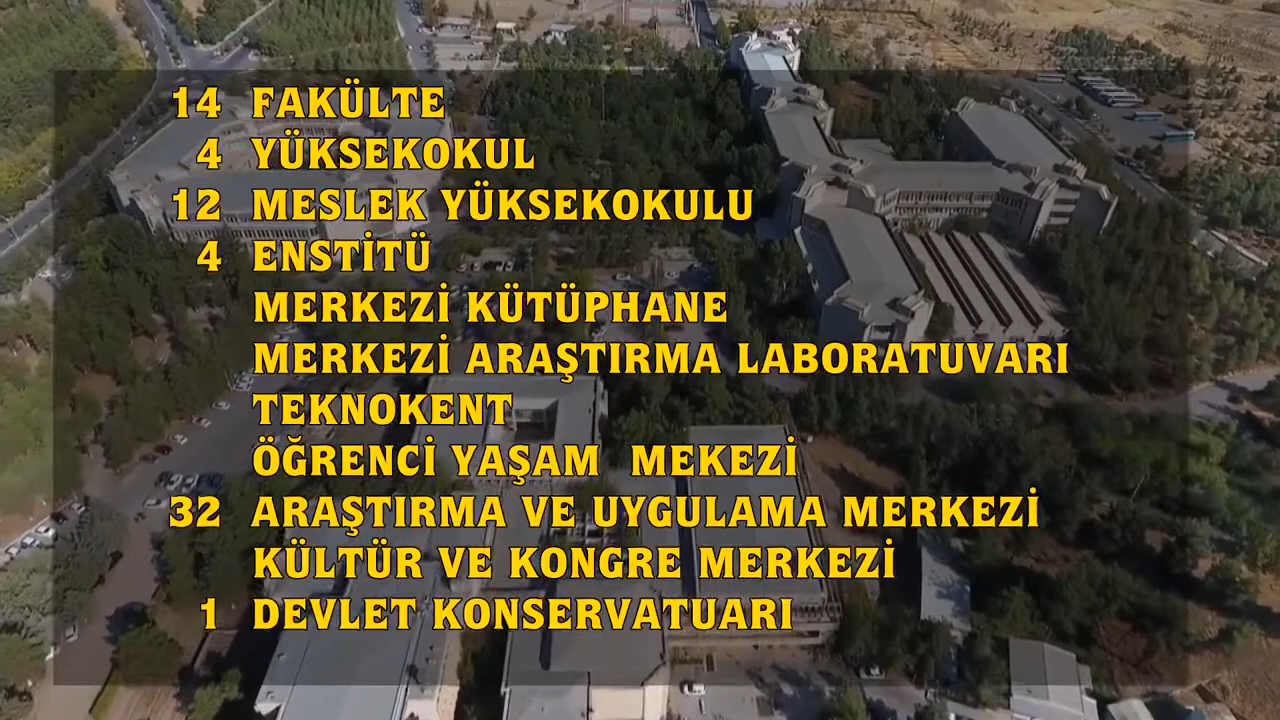 14 FAKÜLTE
4 YÜKSEKOKUL
12 MESLEK YÜKSEKOKULU
4 ENSTİTÜ
MERKEZİ KÜTÜPHANE
MERKEZİ ARAŞTIRMA LABORATUVARI
TEKNOKENT
ÖĞRENCİ YAŞAM MEKEZİ
32 ARAŞTIRMA VE UYGULAMA MERKEZİ
KÜLTÜR VE KONGRE MERKEZİ
1 DEVLET KONSERVATUARI